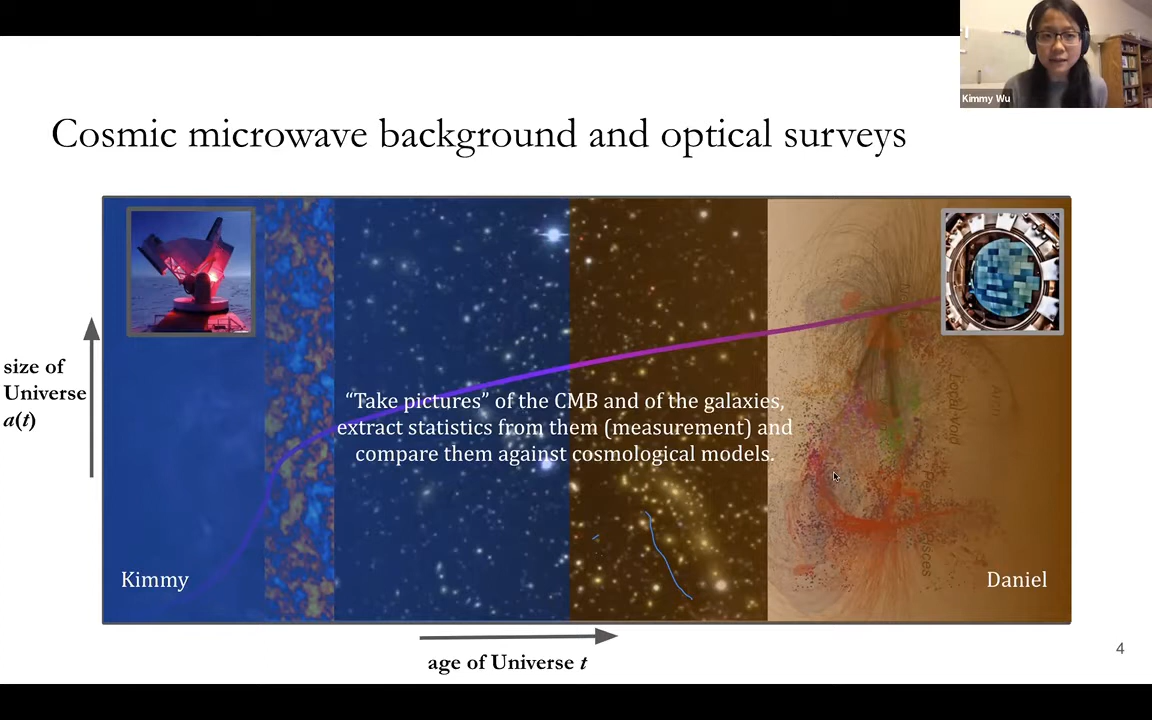 Kimmy Wu
Cosmic microwave background and optical surveys
size of
Universe
a(t)
“Take pictures” of the CMB and of the galaxies,
extract statistics from them (measurement) and
compare them against cosmological models.
Kimmy
Daniel
age of Universe t
4